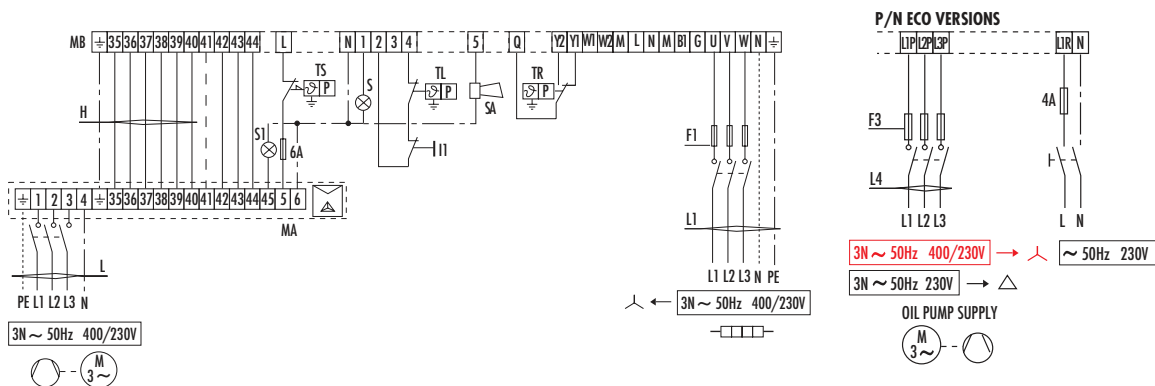 P/N ECO VERSIONS
MB 35 36 37 38 39 40 41 42 43 44 L N 1 2 3 4 5 Q Y2 Y1 W1 W2 M L N M B1 G U V W N
L1P L2P L3P L1R N
TS S TL TR
P P P
SA
4A
H
S1 6A I1
F1 F3
1 2 3 4 35 36 37 38 39 40 41 42 43 44 45 5 6
MA
L4
L1
L1 L2 L3 L N
L
L1 L2 L3 N PE
PE L1 L2 L3 N
3N ~ 50Hz 400/230V
~ 50Hz 230V
3N ~ 50Hz 230V
3N ~ 50Hz 400/230V
3N ~ 50Hz 400/230V
OIL PUMP SUPPLY
M
3~
M
3~